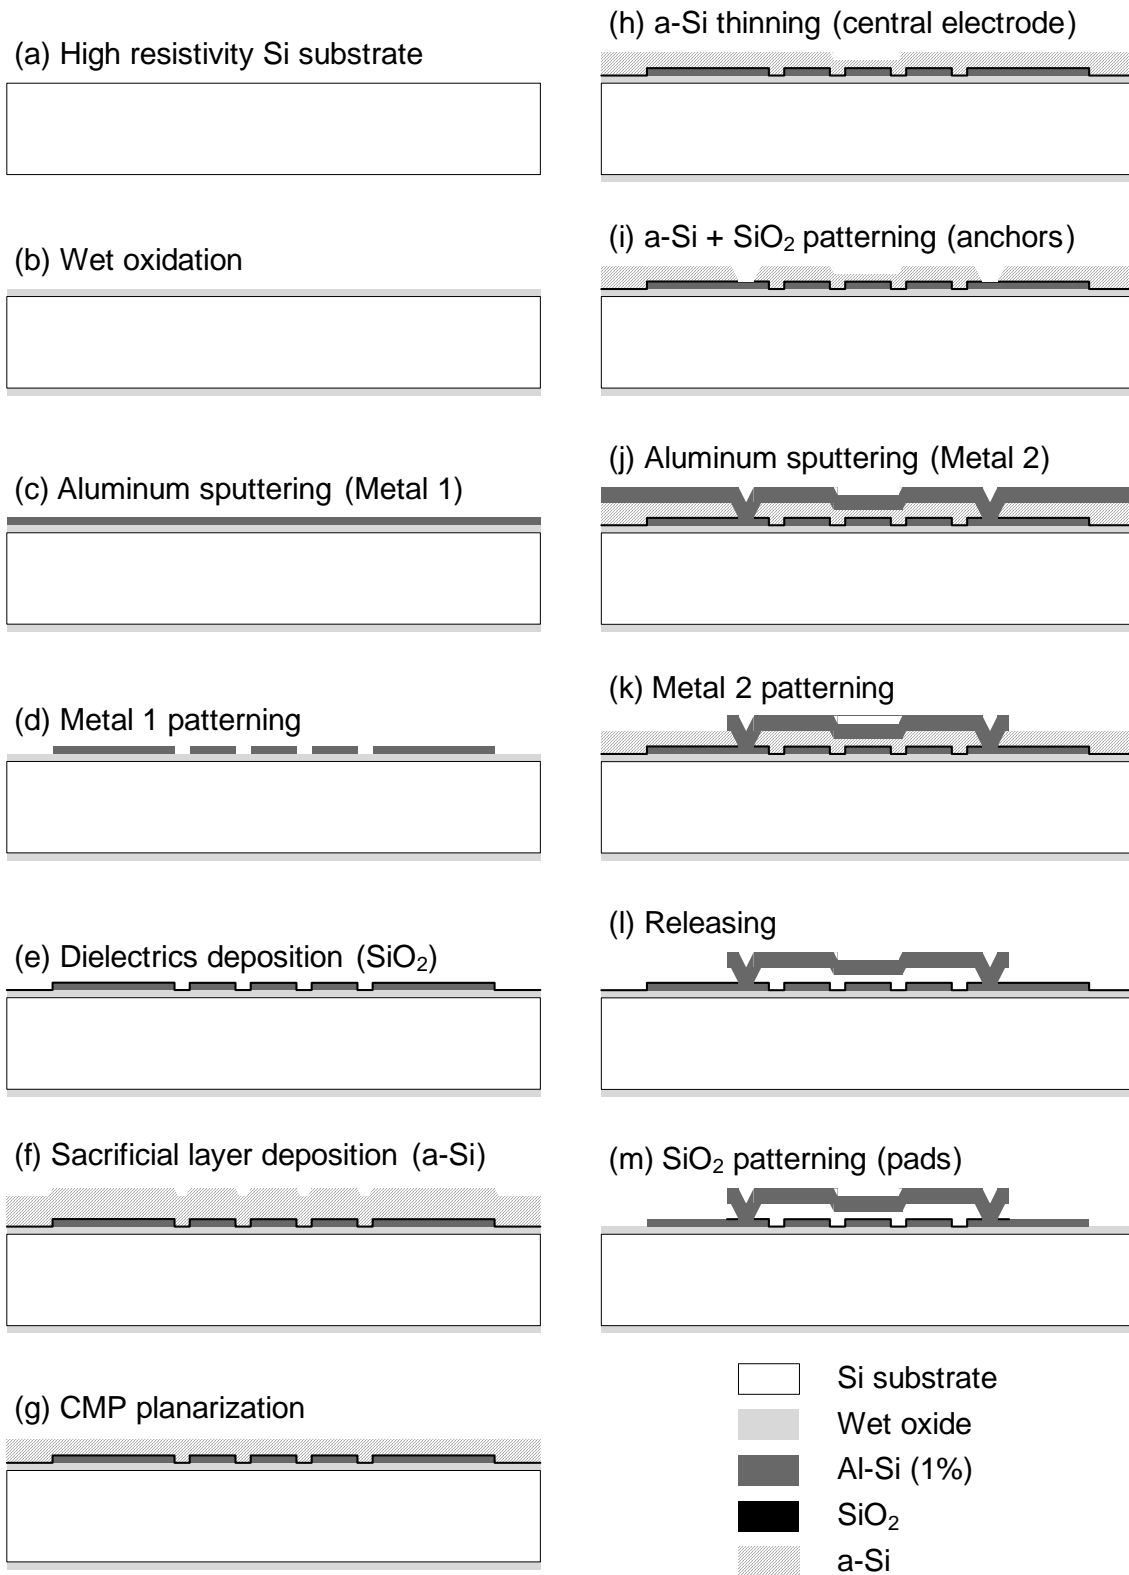 (a) High resistivity Si substrate
(b) Wet oxidation
(c) Aluminum sputtering (Metal 1)
(d) Metal 1 patterning
(e) Dielectrics deposition (SiO₂)
(f) Sacrificial layer deposition (a-Si)
(g) CMP planarization
(h) a-Si thinning (central electrode)
(i) a-Si + SiO₂ patterning (anchors)
(j) Aluminum sputtering (Metal 2)
(k) Metal 2 patterning
(l) Releasing
(m) SiO₂ patterning (pads)
Si substrate
Wet oxide
Al-Si (1%)
SiO₂
a-Si